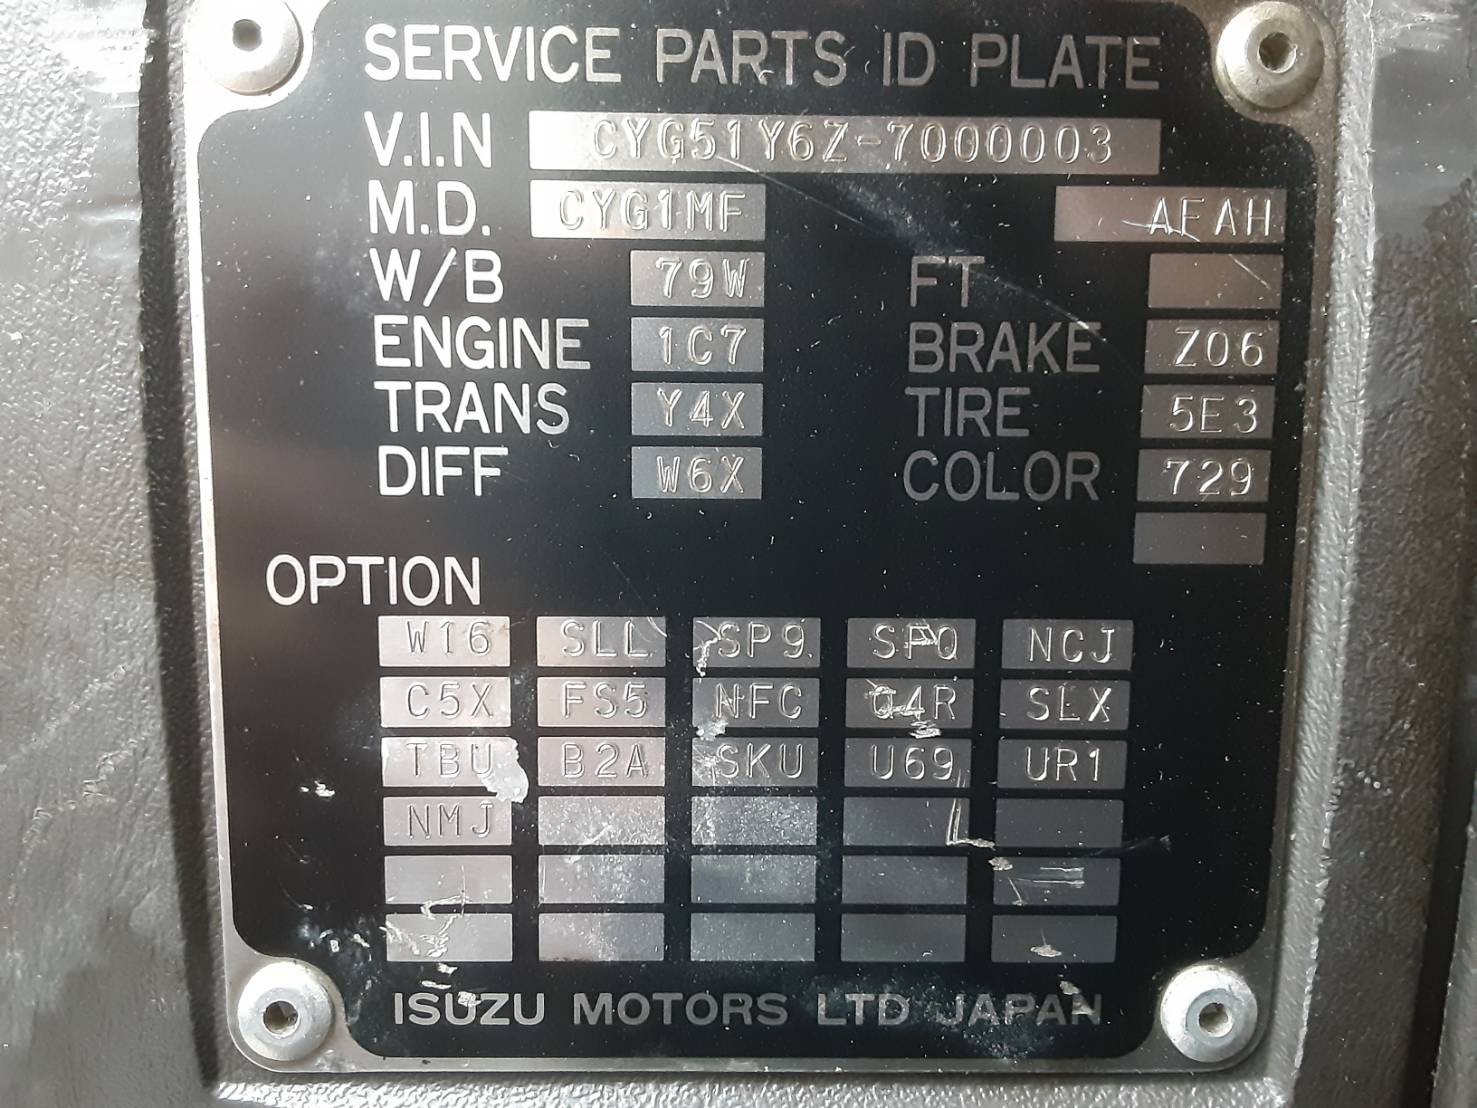 SERVICE PARTS ID PLATE
V.I.N CYG51Y6Z-7000003
M.D. CYG1MF AFAH
W/B 79W FT
ENGINE 1C7 BRAKE Z06
TRANS Y4X TIRE 5E3
DIFF W6X COLOR 729
OPTION
W16 SLL SP9 NCJ
C5X FS5 NFC SLX
TBU B2A SKU U69 UR1
NMJ
ISUZU MOTORS LTD JAPAN